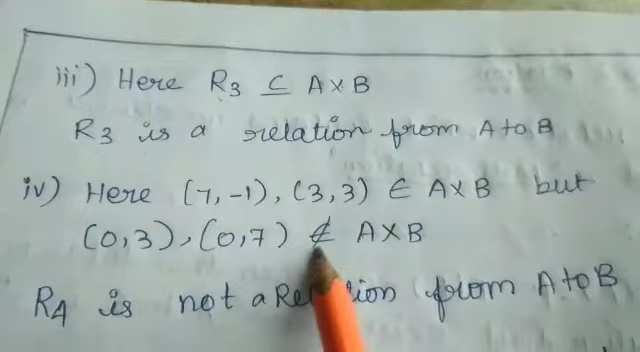 iii) Here R₃ ⊆ A×B
R₃ is a relation from A to B
iv) Here (7,-1), (3,3) ∈ A×B but
(0,3), (0,7) ∉ A×B
R₄ is not a from A to B